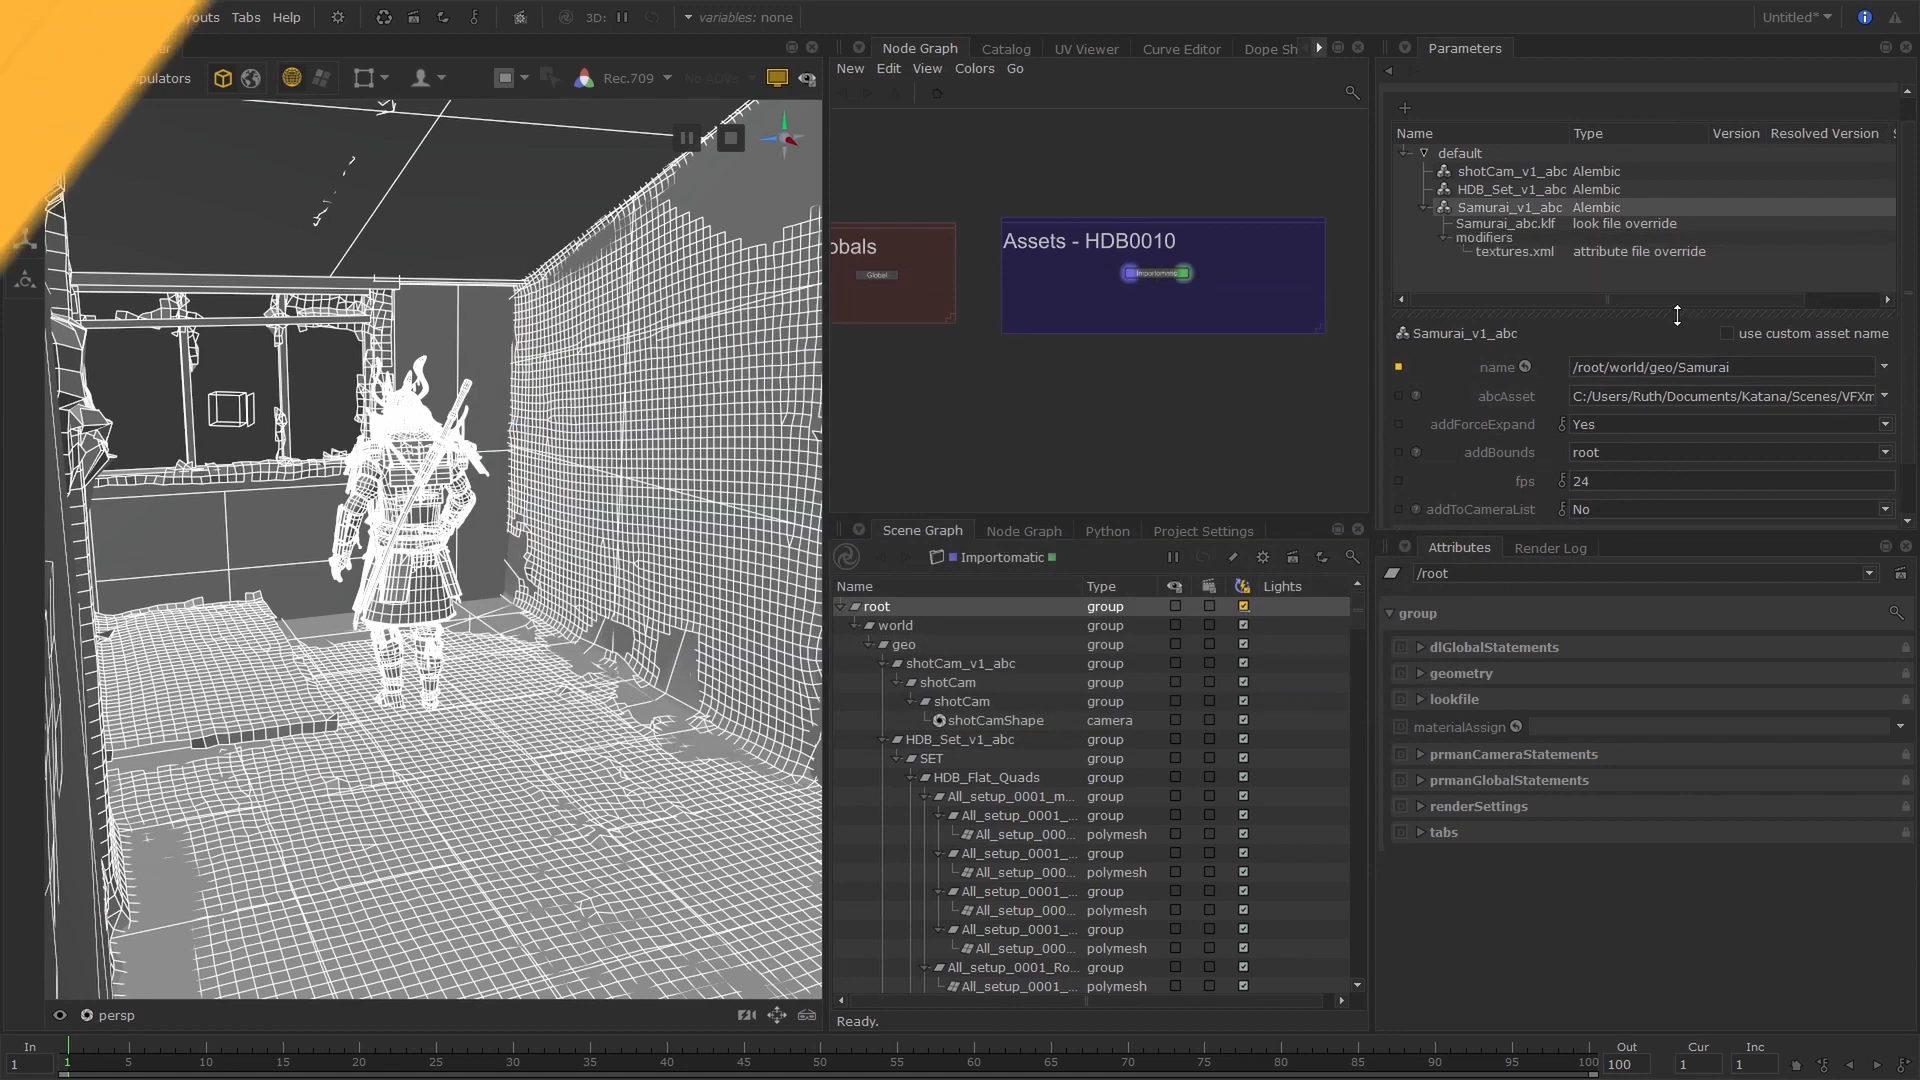 youts Tabs Help 3D: variables: none Untitled*
Node Graph Catalog UV Viewer Curve Editor Dope Sh
Parameters
New Edit View Colors Go
pulators Rec.709 No AOVs
Name Type Version Resolved Version S
default
shotCam_v1_abc Alembic
HDB_Set_v1_abc Alembic
Samurai_v1_abc Alembic
Samurai_abc.klf look file override
modifiers
textures.xml attribute file override
obals
Global
Assets - HDB0010
Importomatic
Samurai_v1_abc use custom asset name
name /root/world/geo/Samurai
abcAsset C:/Users/Ruth/Documents/Katana/Scenes/VFXm
addForceExpand Yes
addBounds root
fps 24
addToCameraList No
Scene Graph Node Graph Python Project Settings
Importomatic
Name Type Lights
root group
world group
geo group
shotCam_v1_abc group
shotCam group
shotCam group
shotCamShape camera
HDB_Set_v1_abc group
SET group
HDB_Flat_Quads group
All_setup_0001_m... group
All_setup_0001_... group
All_setup_000... polymesh
All_setup_0001_... group
All_setup_000... polymesh
All_setup_0001_... group
All_setup_000... polymesh
All_setup_0001_... group
All_setup_000... polymesh
All_setup_0001_Ro... group
All_setup_0001_... polymesh
Ready.
Attributes Render Log
/root
group
dlGlobalStatements
geometry
lookfile
materialAssign
prmanCameraStatements
prmanGlobalStatements
renderSettings
tabs
persp
In Out Cur Inc
1 1 5 10 15 20 25 30 35 40 45 50 55 60 65 70 75 80 85 90 95 100 100 1 1